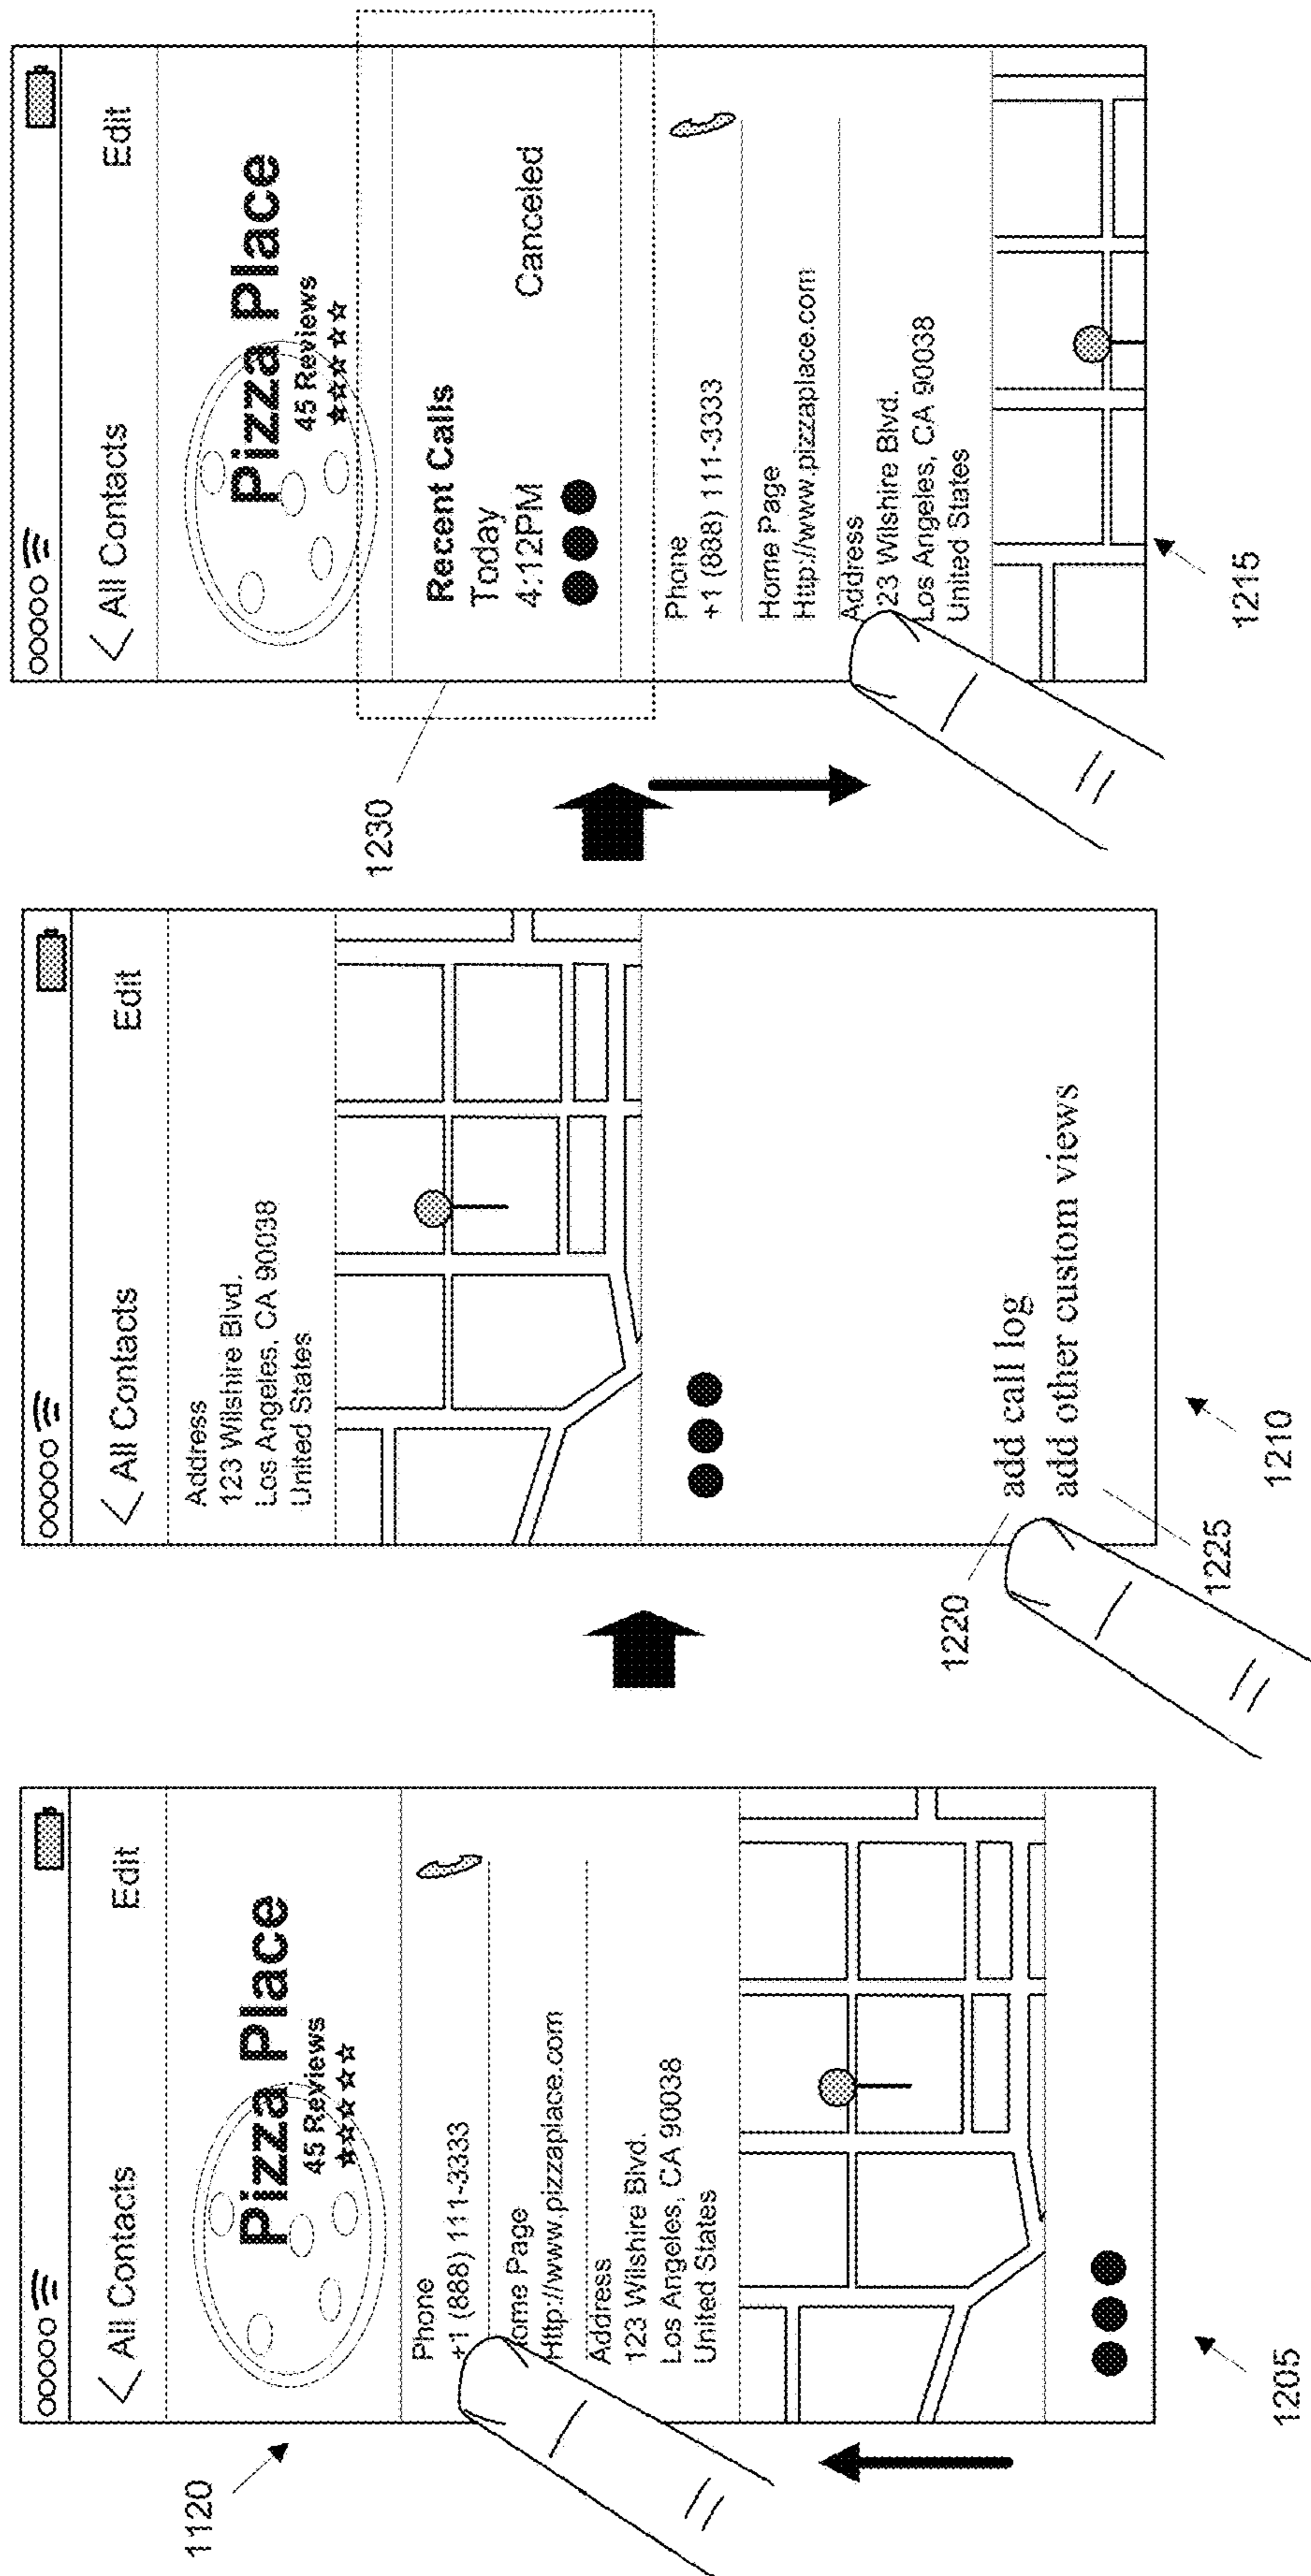 1120
ooooo
< All Contacts
Edit
Pizza Place
45 Reviews
Phone
+1 (888) 111-3333
ome Page
Http://www.pizzaplace.com
Address
123 Wilshire Blvd.
Los Angeles, CA 90038
United States
1205
ooooo
< All Contacts
Edit
Address
123 Wilshire Blvd.
Los Angeles, CA 90038
United States
1220
add call log
add other custom views
1225
1210
ooooo
< All Contacts
Edit
Pizza Place
45 Reviews
1230
Recent Calls
Today
4:12PM
Canceled
Phone
+1 (888) 111-3333
Home Page
Http://www.pizzaplace.com
Address
23 Wilshire Blvd.
Los Angeles, CA 90038
United States
1215